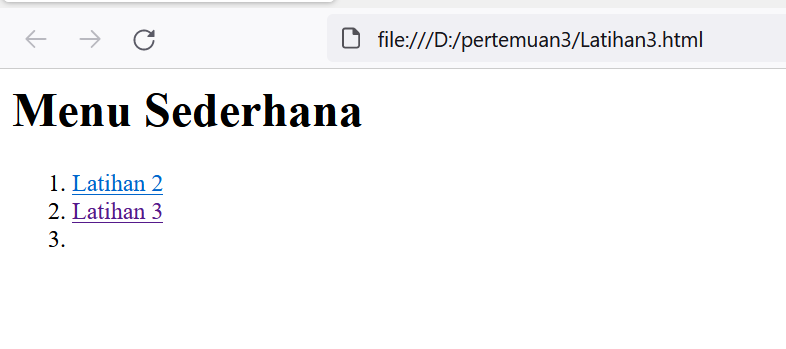 file:///D:/pertemuan3/Latihan3.html
Menu Sederhana
1. Latihan 2
2. Latihan 3
3.